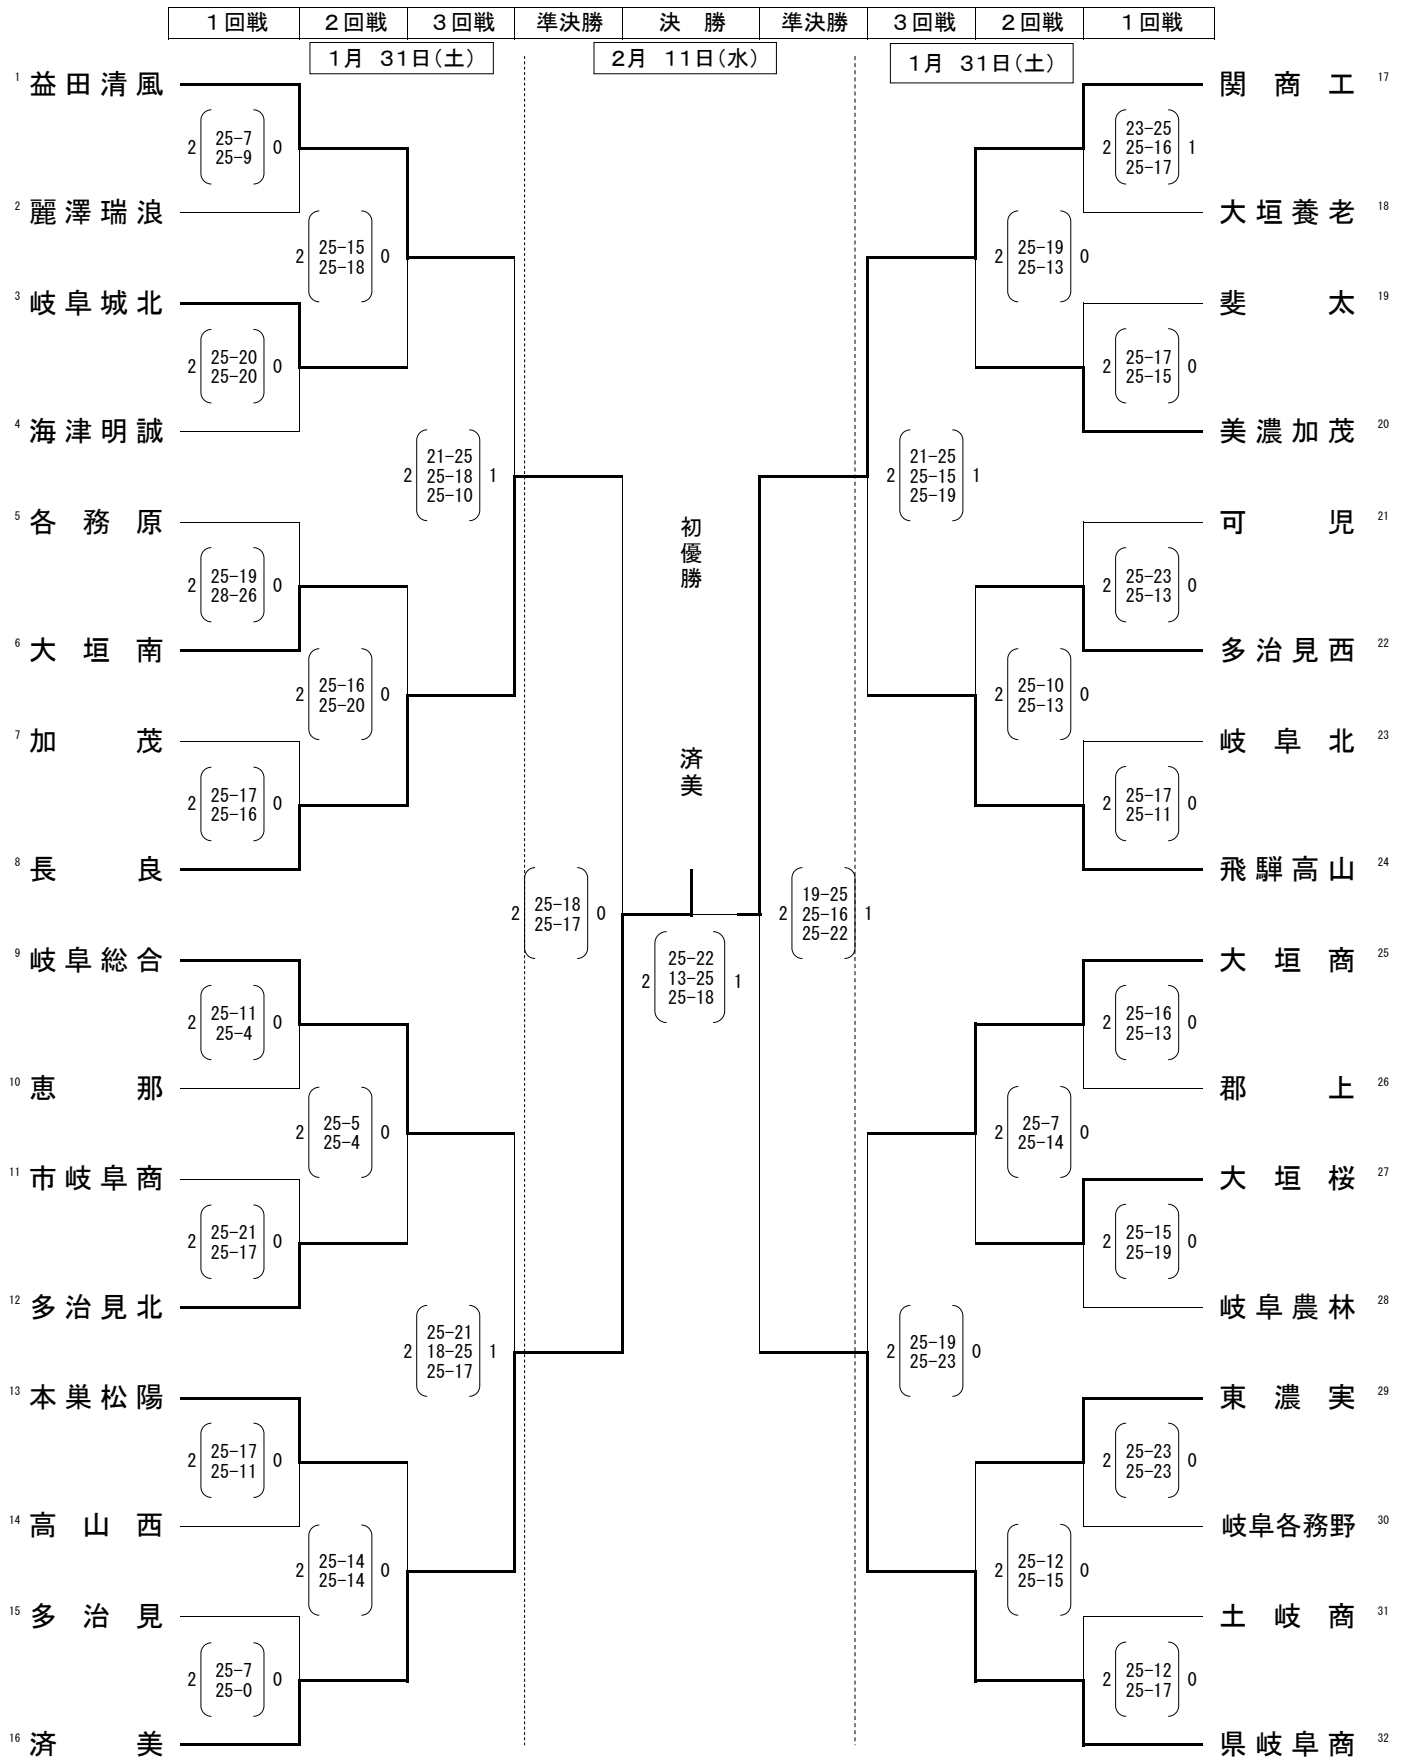 1回戦 2回戦 3回戦 準決勝 決 勝 準決勝 3回戦 2回戦 1回戦
1月 31日(土) 2月 11日(水) 1月 31日(土)
1 益田清風
2 25-7 0
25-9
2 麗澤瑞浪
2 25-15 0
25-18
3 岐阜城北
2 25-20 0
25-20
4 海津明誠
2 21-25 1
25-18
25-10
5 各務原
2 25-19 0
28-26
6 大垣南
2 25-16 0
25-20
7 加茂
2 25-17 0
25-16
8 長良
2 25-18 0
25-17
9 岐阜総合
2 25-11 0
25-4
10 恵那
2 25-5 0
25-4
11 市岐阜商
2 25-21 0
25-17
12 多治見北
2 25-21 1
18-25
25-17
13 本巣松陽
2 25-17 0
25-11
14 高山西
2 25-14 0
25-14
15 多治見
2 25-7 0
25-0
16 済美
初優勝
済美
2 25-22 1
13-25
25-18
関商工 17
2 23-25 1
25-16
25-17
大垣養老 18
2 25-19 0
25-13
斐太 19
2 25-17 0
25-15
美濃加茂 20
2 21-25 1
25-15
25-19
可児 21
2 25-23 0
25-13
多治見西 22
2 25-10 0
25-13
岐阜北 23
2 25-17 0
25-11
飛騨高山 24
2 19-25 1
25-16
25-22
大垣商 25
2 25-16 0
25-13
郡上 26
2 25-7 0
25-14
大垣桜 27
2 25-15 0
25-19
岐阜農林 28
2 25-19 0
25-23
東濃実 29
2 25-23 0
25-23
岐阜各務野 30
2 25-12 0
25-15
土岐商 31
2 25-12 0
25-17
県岐阜商 32